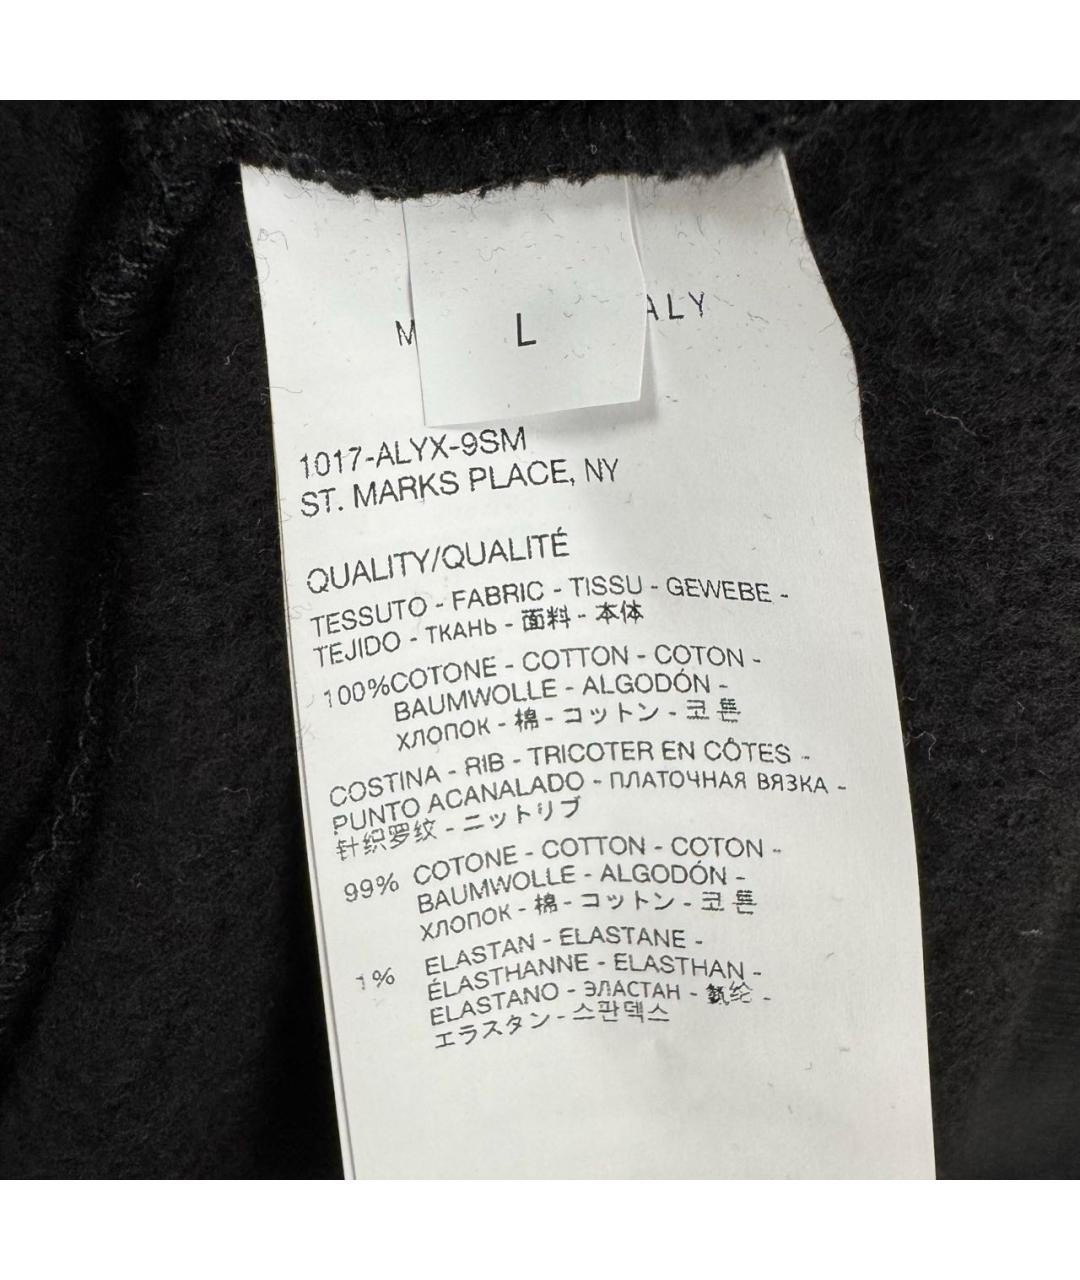 L
ALY
1017-ALYX-9SM
ST. MARKS PLACE, NY
QUALITY/QUALITÉ
TESSUTO - FABRIC - TISSU - GEWEBE -
TEJIDO - ТКАНЬ - 面料 - 本体
100%COTONE - COTTON - COTON -
BAUMWOLLE - ALGODÓN -
ХЛОПОК - 棉 - コットン - 코튼
COSTINA - RIB - TRICOTER EN CÔTES -
PUNTO ACANALADO - ПЛАТОЧНАЯ ВЯЗКА -
针织罗纹 - ニットリブ
99% COTONE - COTTON - COTON -
BAUMWOLLE - ALGODÓN -
ХЛОПОК - 棉 - コットン - 코튼
1% ELASTAN - ELASTANE -
ÉLASTHANNE - ELASTHAN -
ELASTANO - ЭЛАСТАН -
エラスタン - 스판덱스